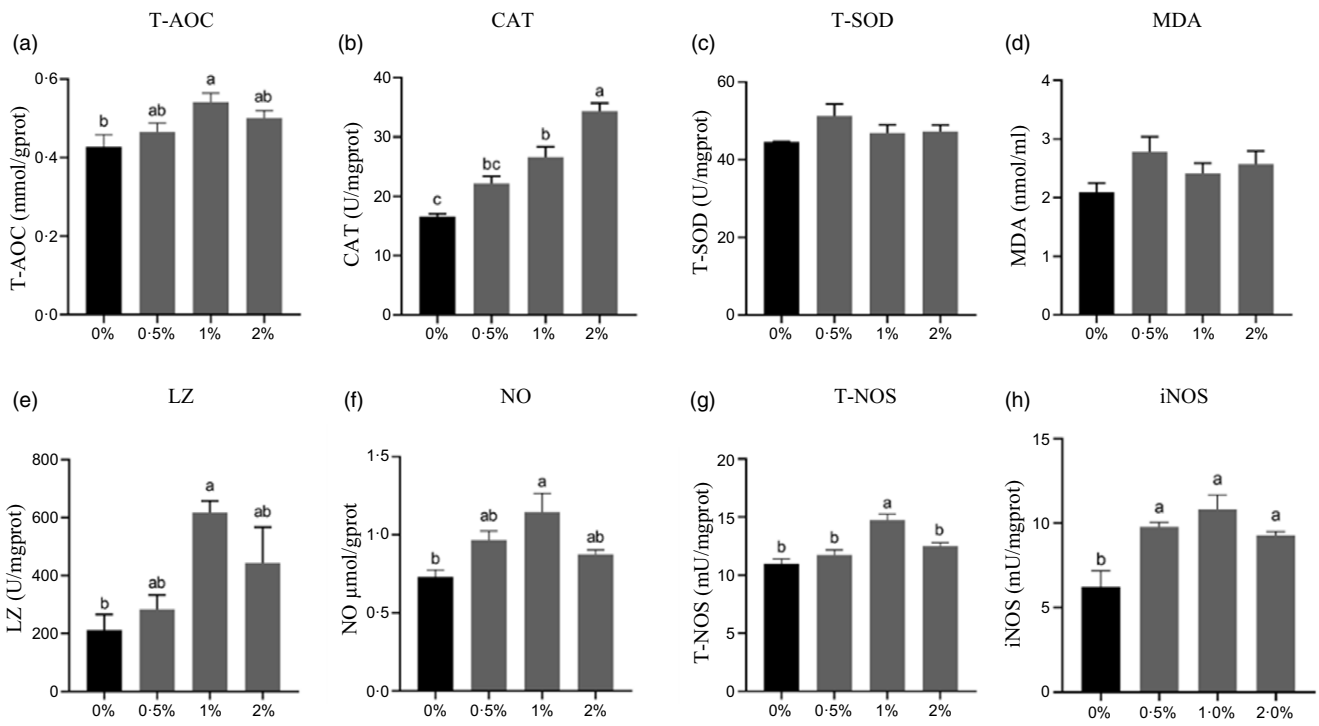 T-AOC
(a)
T-AOC (mmol/gprot)
0·6
0·4
0·2
0·0
b
ab
a
ab
0% 0·5% 1% 2%
CAT
(b)
CAT (U/mgprot)
40
30
20
10
0
c
bc
b
a
0% 0·5% 1% 2%
T-SOD
(c)
T-SOD (U/mgprot)
60
40
20
0
0% 0·5% 1% 2%
MDA
(d)
MDA (nmol/ml)
4
3
2
1
0
0% 0·5% 1% 2%
LZ
(e)
LZ (U/mgprot)
800
600
400
200
0
b
ab
a
ab
0% 0·5% 1% 2%
NO
(f)
NO μmol/gprot
1·5
1·0
0·5
0·0
b
ab
a
ab
0% 0·5% 1% 2%
T-NOS
(g)
T-NOS (mU/mgprot)
20
15
10
5
0
b
b
a
b
0% 0·5% 1% 2%
iNOS
(h)
iNOS (mU/mgprot)
15
10
5
0
b
a
a
a
0% 0·5% 1·0% 2·0%